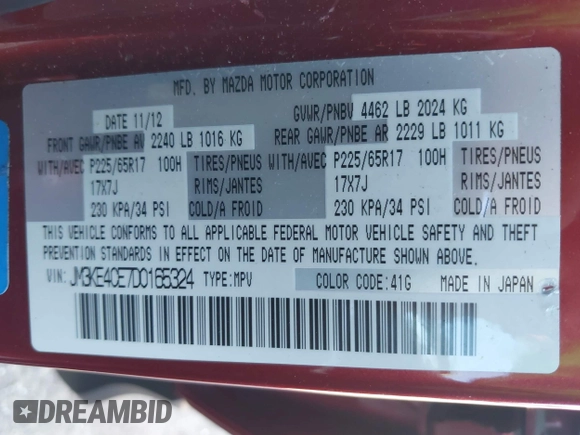 MFD. BY MAZDA MOTOR CORPORATION
DATE 11/12 GVWR/PNBV 4462 LB 2024 KG
FRONT GAWR/PNBE AV 2240 LB 1016 KG REAR GAWR/PNBE AR 2229 LB 1011 KG
WITH/AVEC P225/65R17 100H TIRES/PNEUS WITH/AVEC P225/65R17 100H TIRES/PNEUS
17X7J RIMS/JANTES 17X7J RIMS/JANTES
230 KPA/34 PSI COLD/A FROID 230 KPA/34 PSI COLD/A FROID
THIS VEHICLE CONFORMS TO ALL APPLICABLE FEDERAL MOTOR VEHICLE SAFETY AND THEFT
PREVENTION STANDARDS IN EFFECT ON THE DATE OF MANUFACTURE SHOWN ABOVE.
VIN: JM3KE4CE7D0165324 TYPE:MPV COLOR CODE:41G MADE IN JAPAN
DREAMBID